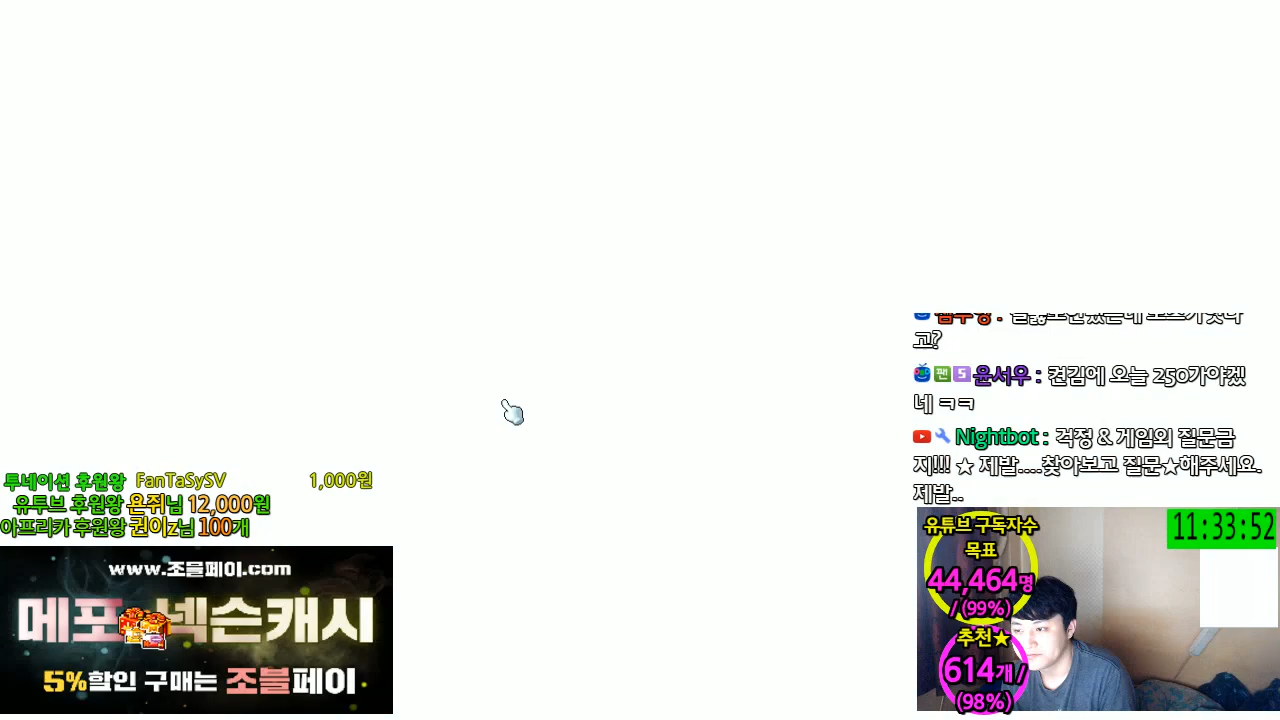 고?
윤서우 : 켠김에 오늘 250가야겠
네 ㅋㅋ
Nightbot : 걱정 & 게임외 질문금
지!!! ★ 제발....찾아보고 질문★해주세요.
제발..
투네이션 후원왕 FanTaSySV 1,000원
유튜브 후원왕 욘쥐님 12,000원
아프리카 후원왕 권이z님 100개
www.조블페이.com
메포 넥슨캐시
5%할인 구매는 조블페이
유튜브 구독자수
목표
44,464명
/ (99%)
추천★
614개 /
(98%)
11:33:52